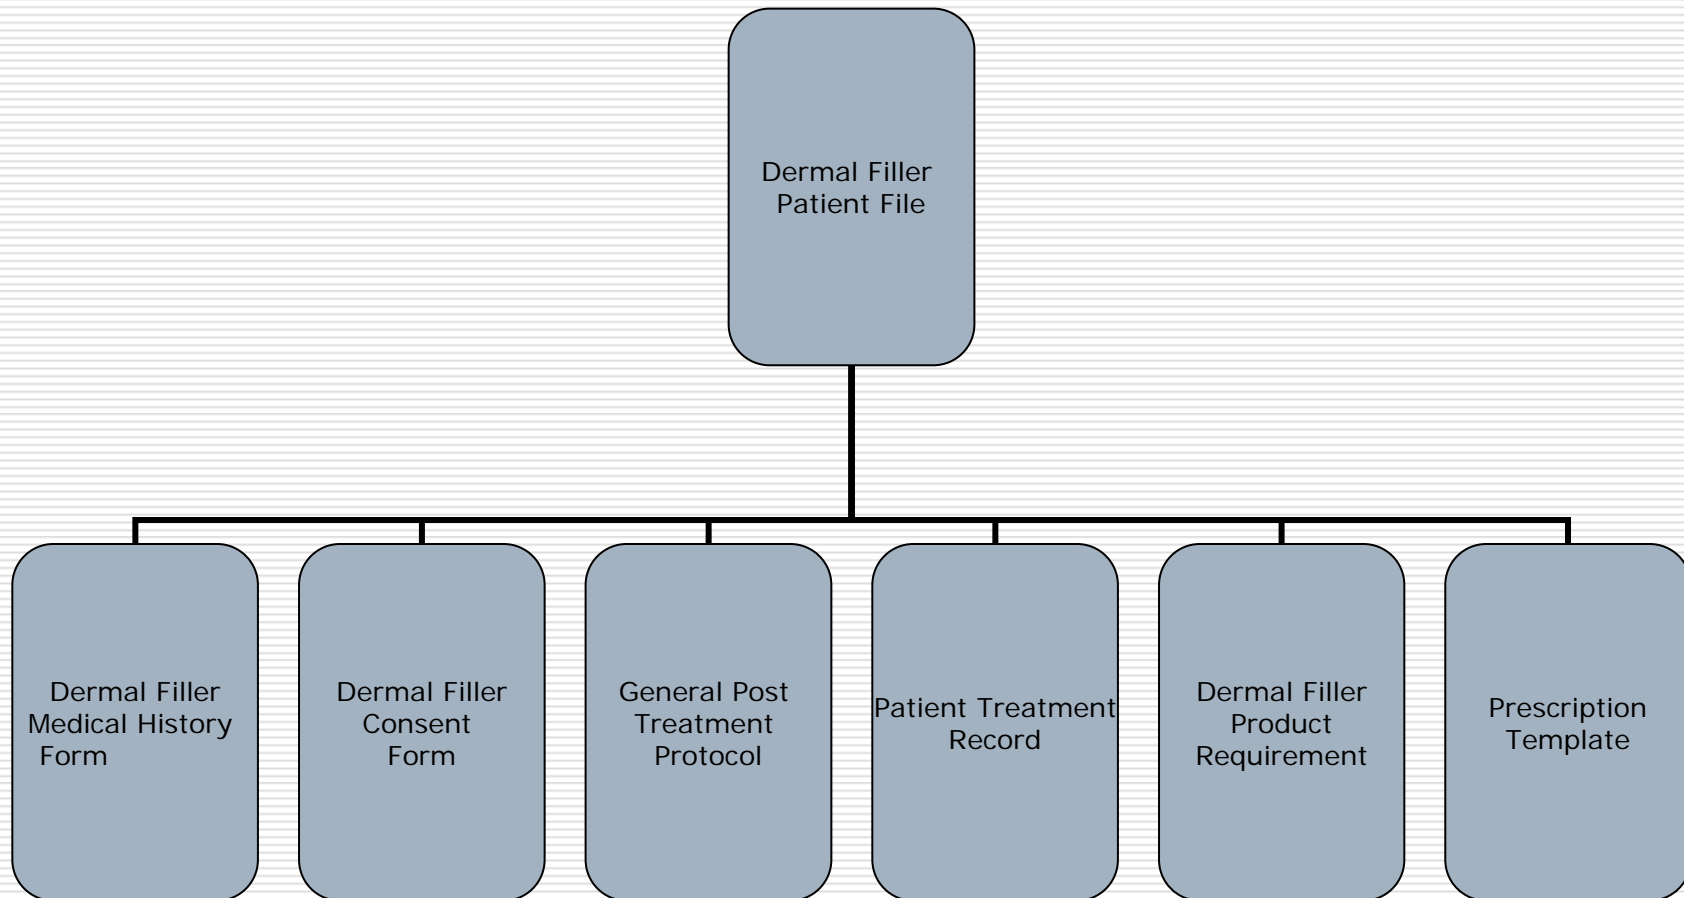 Dermal Filler
Patient File
Dermal Filler
Medical History
Form
Dermal Filler
Consent
Form
General Post
Treatment
Protocol
Patient Treatment
Record
Dermal Filler
Product
Requirement
Prescription
Template